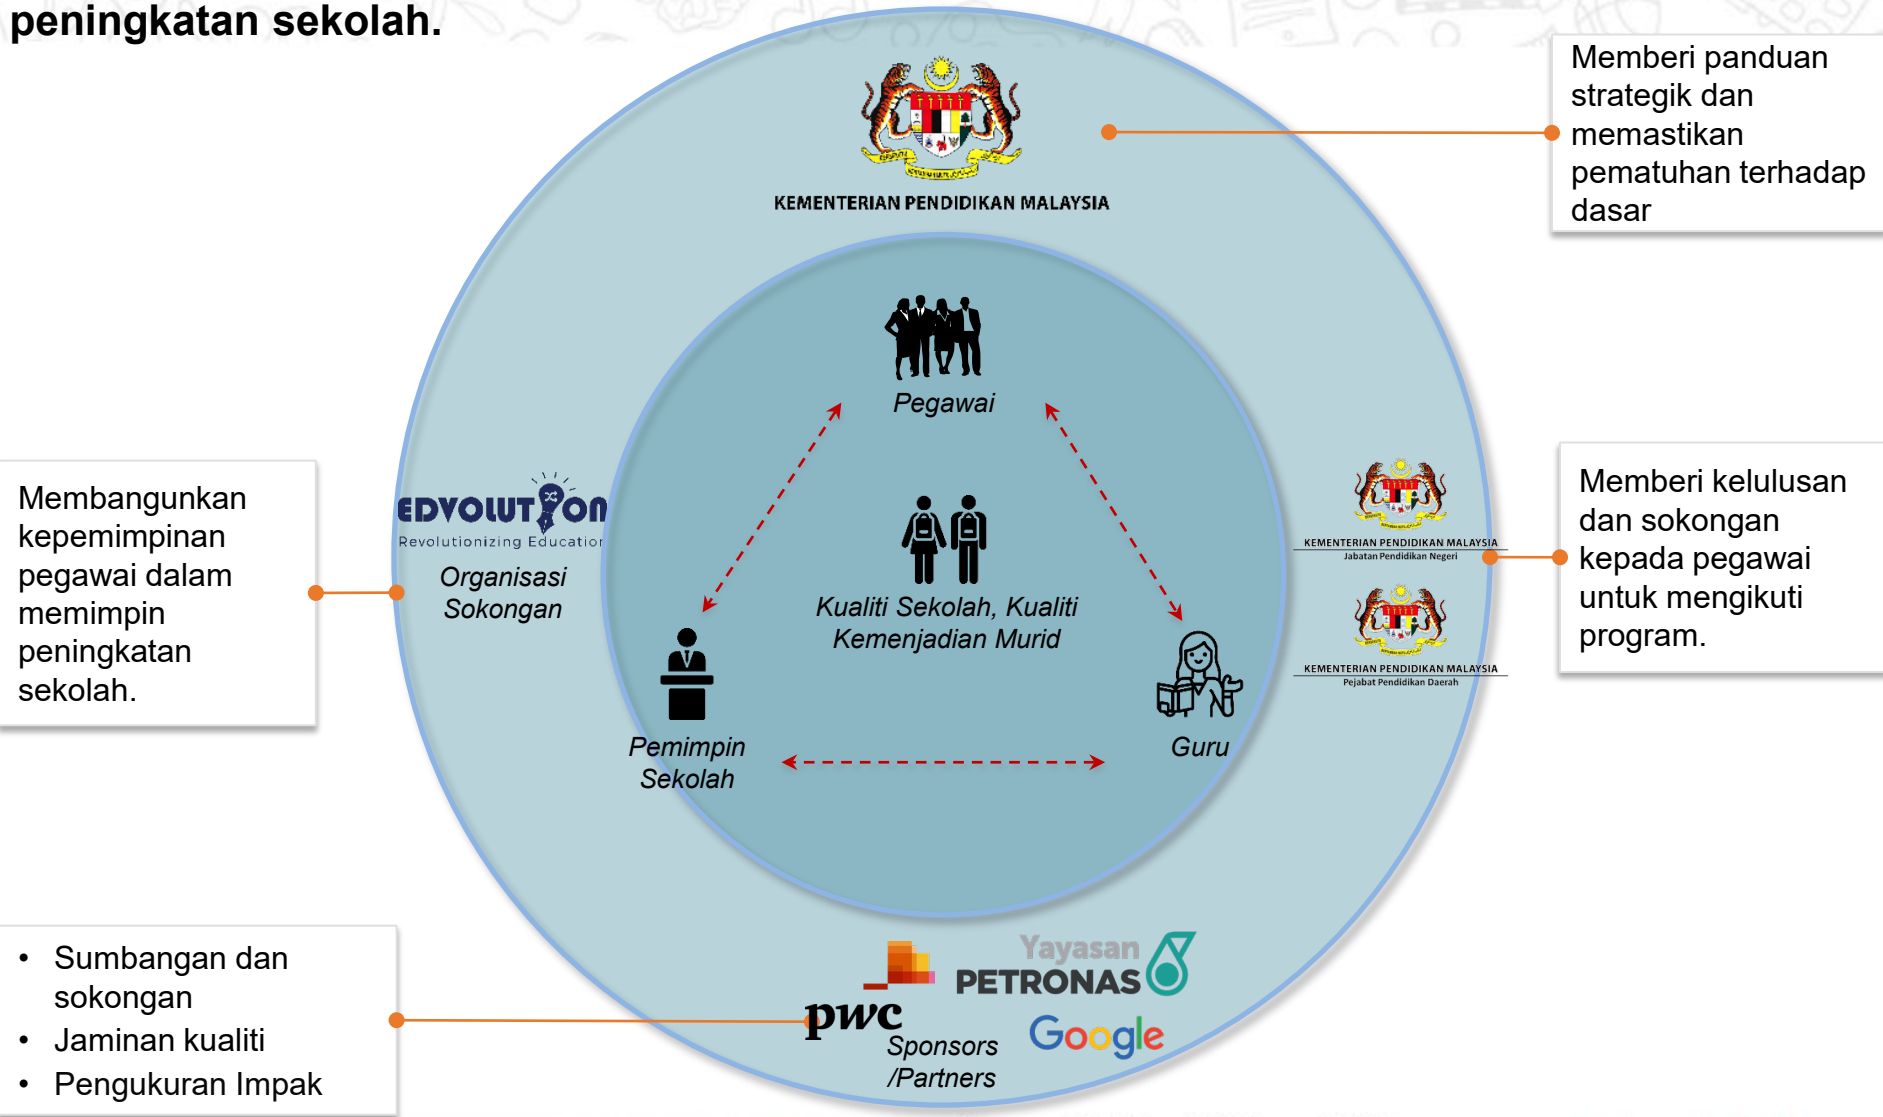 peningkatan sekolah.
KEMENTERIAN PENDIDIKAN MALAYSIA
Memberi panduan
strategik dan
memastikan
pematuhan terhadap
dasar
Pegawai
Membangunkan
kepemimpinan
pegawai dalam
memimpin
peningkatan
sekolah.
EDVOLUTION
Revolutionizing Education
Organisasi
Sokongan
Kualiti Sekolah, Kualiti
Kemenjadian Murid
KEMENTERIAN PENDIDIKAN MALAYSIA
Jabatan Pendidikan Negeri
KEMENTERIAN PENDIDIKAN MALAYSIA
Pejabat Pendidikan Daerah
Memberi kelulusan
dan sokongan
kepada pegawai
untuk mengikuti
program.
Pemimpin
Sekolah
Guru
• Sumbangan dan
sokongan
• Jaminan kualiti
• Pengukuran Impak
pwc
Yayasan
PETRONAS
Google
Sponsors
/Partners